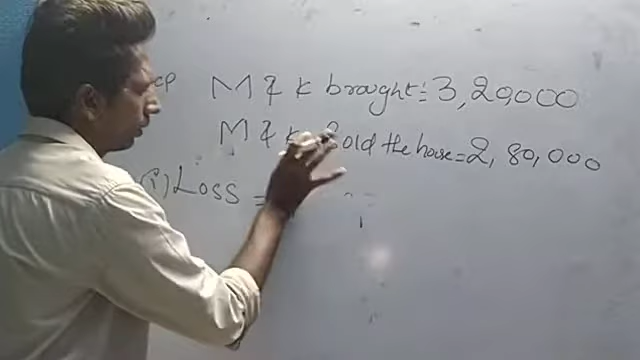 CP M & K brought = 3,20,000
M & K Sold the house = 2,80,000
(i) Loss =